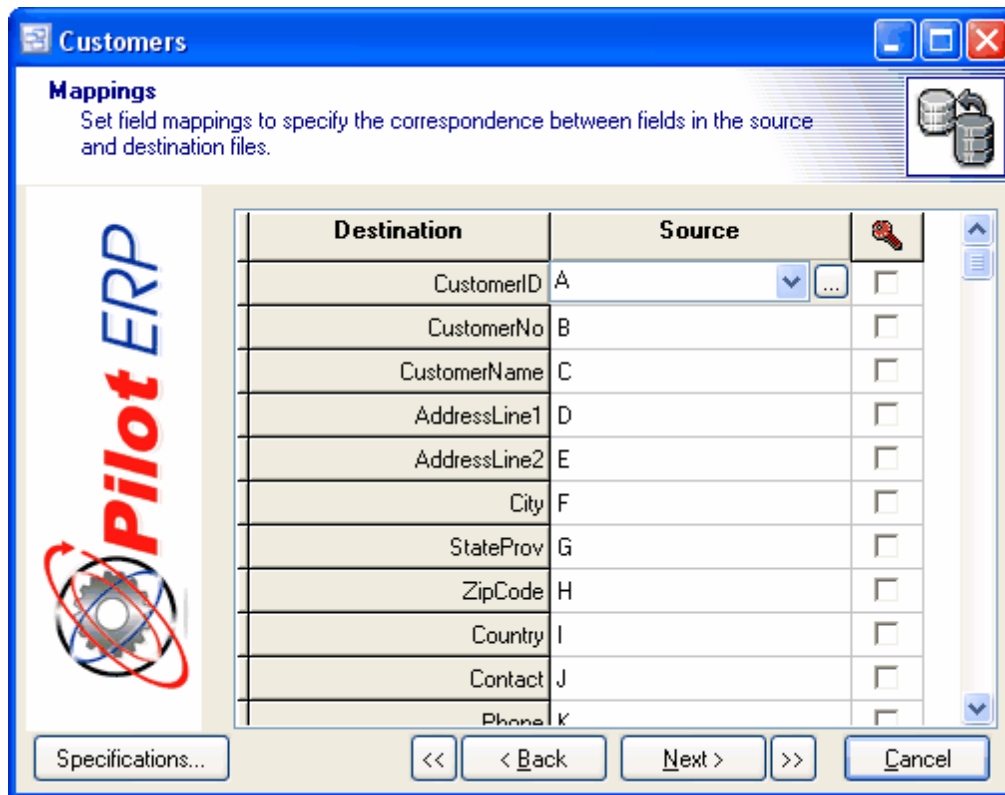 Customers
Mappings
Set field mappings to specify the correspondence between fields in the source
and destination files.
Pilot ERP
Destination Source
CustomerID A ...
CustomerNo B
CustomerName C
AddressLine1 D
AddressLine2 E
City F
StateProv G
ZipCode H
Country I
Contact J
Phone K
Specifications... << < Back Next > >> Cancel